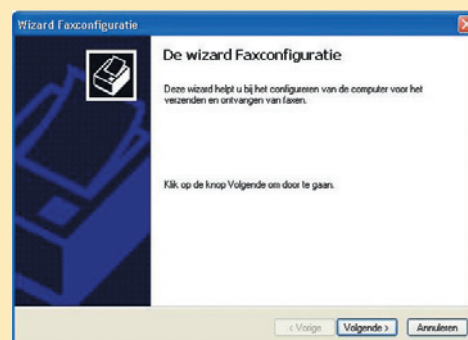 Wizard Faxconfiguratie
De wizard Faxconfiguratie
Deze wizard helpt u bij het configureren van de computer voor het
verzenden en ontvangen van faxen.
Klik op de knop Volgende om door te gaan.
< Vorige
Volgende >
Annuleren